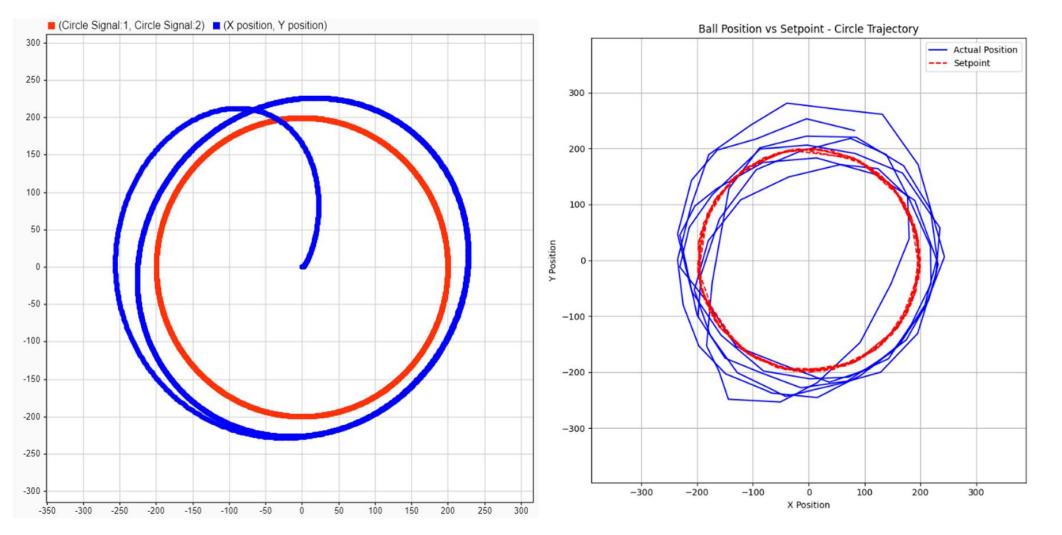 (Circle Signal:1, Circle Signal:2) (X position, Y position)
300
250
200
150
100
50
0
-50
-100
-150
-200
-250
-300
-350 -300 -250 -200 -150 -100 -50 0 50 100 150 200 250 300
Ball Position vs Setpoint - Circle Trajectory
Actual Position
Setpoint
Y Position
300
200
100
0
−100
−200
−300
−300 −200 −100 0 100 200 300
X Position